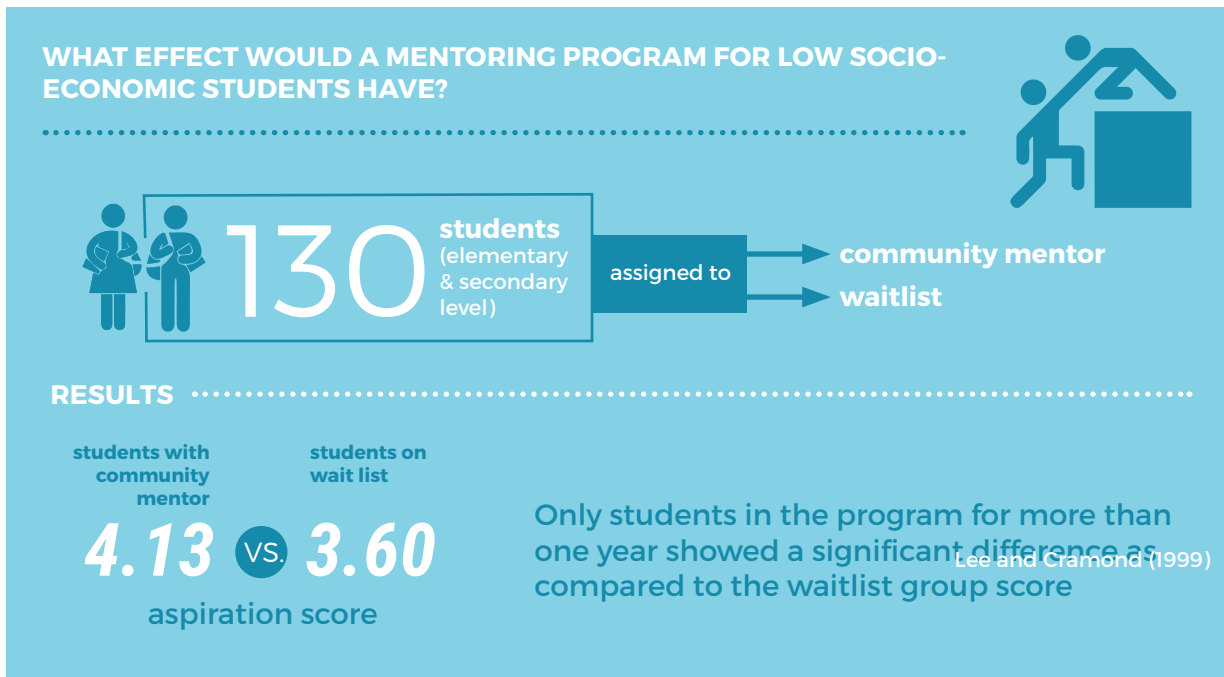 WHAT EFFECT WOULD A MENTORING PROGRAM FOR LOW SOCIO-
ECONOMIC STUDENTS HAVE?
130
students
(elementary
& secondary
level)
assigned to
community mentor
waitlist
RESULTS
students with
community
mentor
students on
wait list
4.13
VS.
3.60
aspiration score
Only students in the program for more than
one year showed a significant difference as
compared to the waitlist group score
Lee and Cramond (1999)